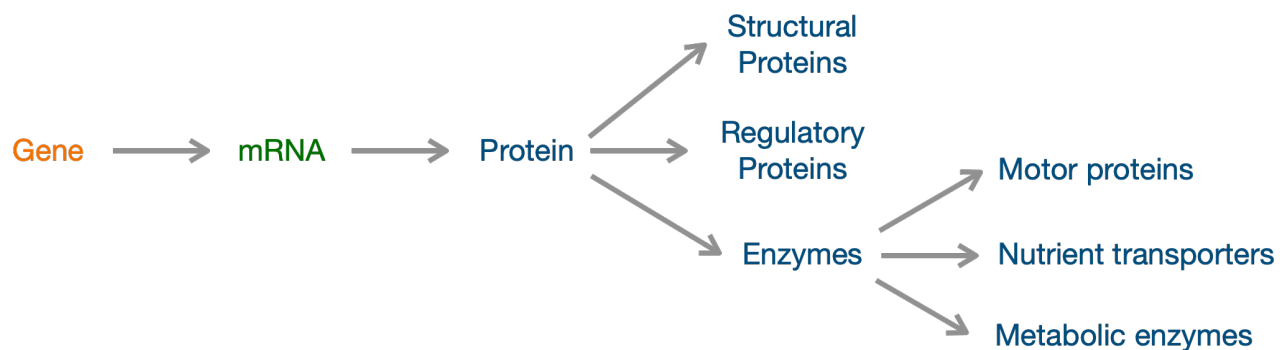 Gene
mRNA
Protein
Structural
Proteins
Regulatory
Proteins
Enzymes
Motor proteins
Nutrient transporters
Metabolic enzymes